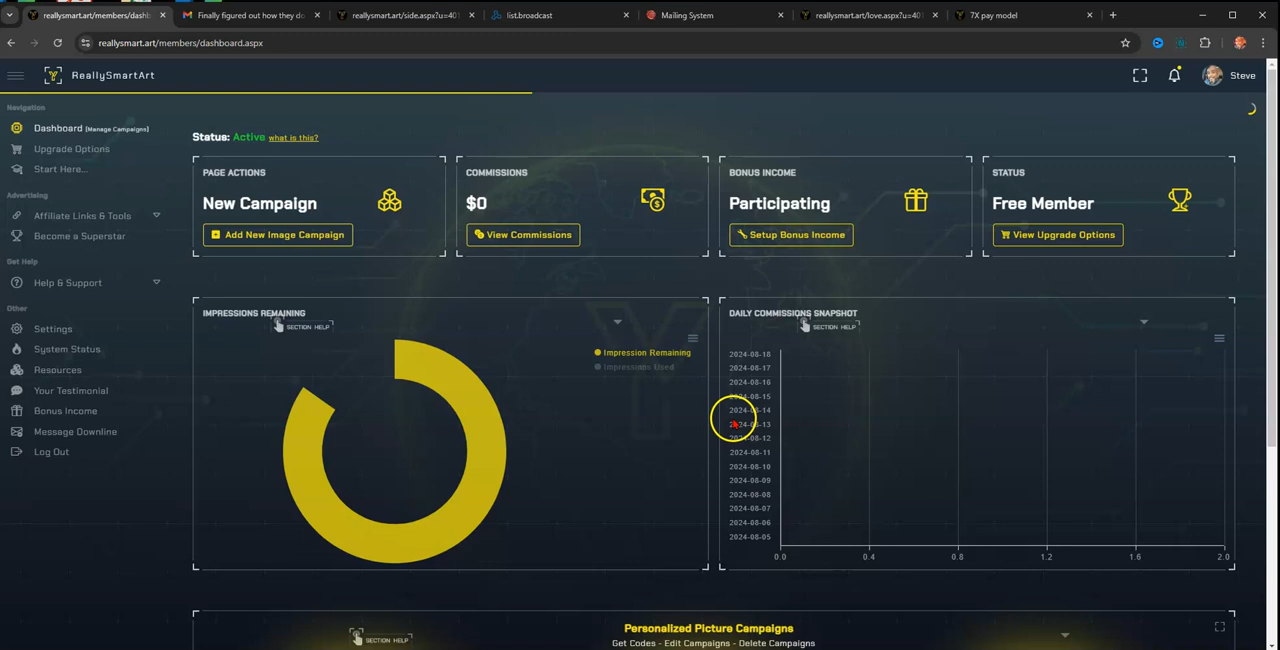 reallysmart.art/members/dashb
Finally figured out how they do
reallysmart.art/side.aspx?u=401
list.broadcast
Mailing System
reallysmart.art/love.aspx?u=401
7X pay model
reallysmart.art/members/dashboard.aspx
ReallySmartArt
Steve
Navigation
Dashboard [Manage Campaigns]
Upgrade Options
Start Here...
Advertising
Affiliate Links & Tools
Become a Superstar
Get Help
Help & Support
Other
Settings
System Status
Resources
Your Testimonial
Bonus Income
Message Downline
Log Out
Status: Active what is this?
PAGE ACTIONS
New Campaign
Add New Image Campaign
COMMISSIONS
$0
View Commissions
BONUS INCOME
Participating
Setup Bonus Income
STATUS
Free Member
View Upgrade Options
IMPRESSIONS REMAINING
SECTION HELP
Impression Remaining
Impressions Used
DAILY COMMISSIONS SNAPSHOT
SECTION HELP
2024-08-18
2024-08-17
2024-08-16
2024-08-15
2024-08-14
2024-08-13
2024-08-12
2024-08-11
2024-08-10
2024-08-09
2024-08-08
2024-08-07
2024-08-06
2024-08-05
0.0 0.4 0.8 1.2 1.6 2.0
SECTION HELP
Personalized Picture Campaigns
Get Codes - Edit Campaigns - Delete Campaigns